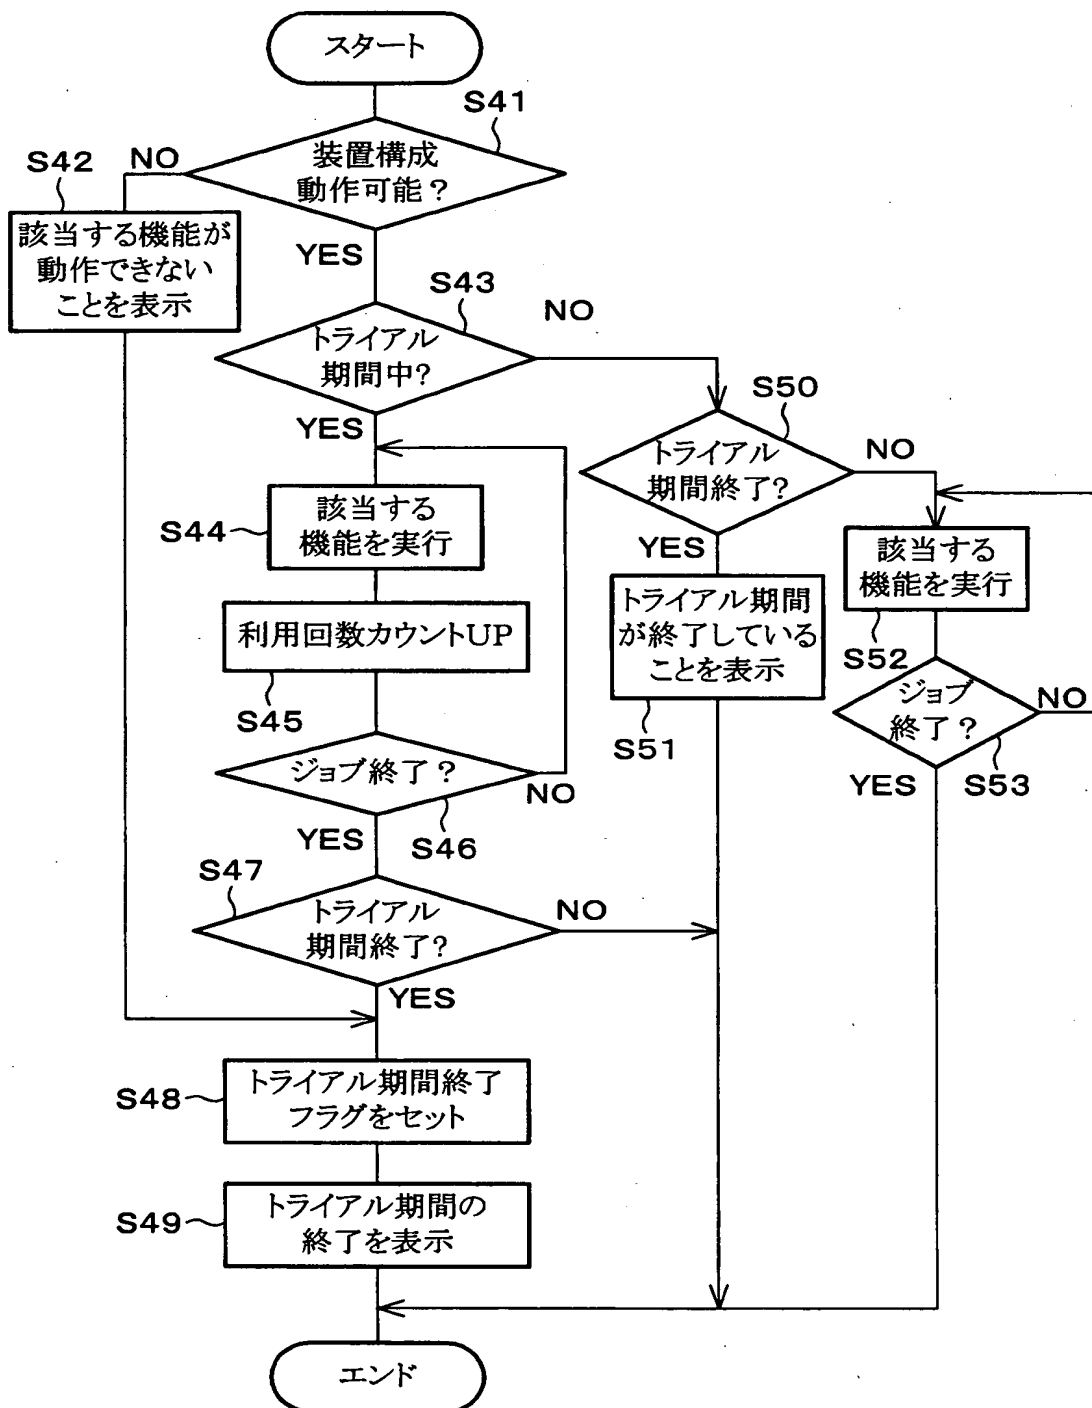 スタート
S41
装置構成
動作可能？
NO
S42
該当する機能が
動作できない
ことを表示
YES
S43
トライアル
期間中？
NO
YES
S50
トライアル
期間終了？
NO
S44
該当する
機能を実行
YES
該当する
機能を実行
S52
利用回数カウントUP
S45
トライアル期間
が終了している
ことを表示
S51
ジョブ
終了？
NO
S53
YES
ジョブ終了？
NO
S46
YES
S47
トライアル
期間終了？
NO
YES
S48
トライアル期間終了
フラグをセット
S49
トライアル期間の
終了を表示
エンド